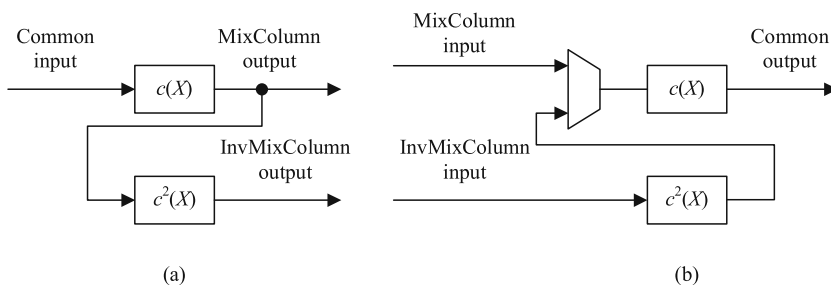 Common
input
MixColumn
output
c(X)
InvMixColumn
output
c²(X)
(a)
MixColumn
input
Common
output
c(X)
InvMixColumn
input
c²(X)
(b)